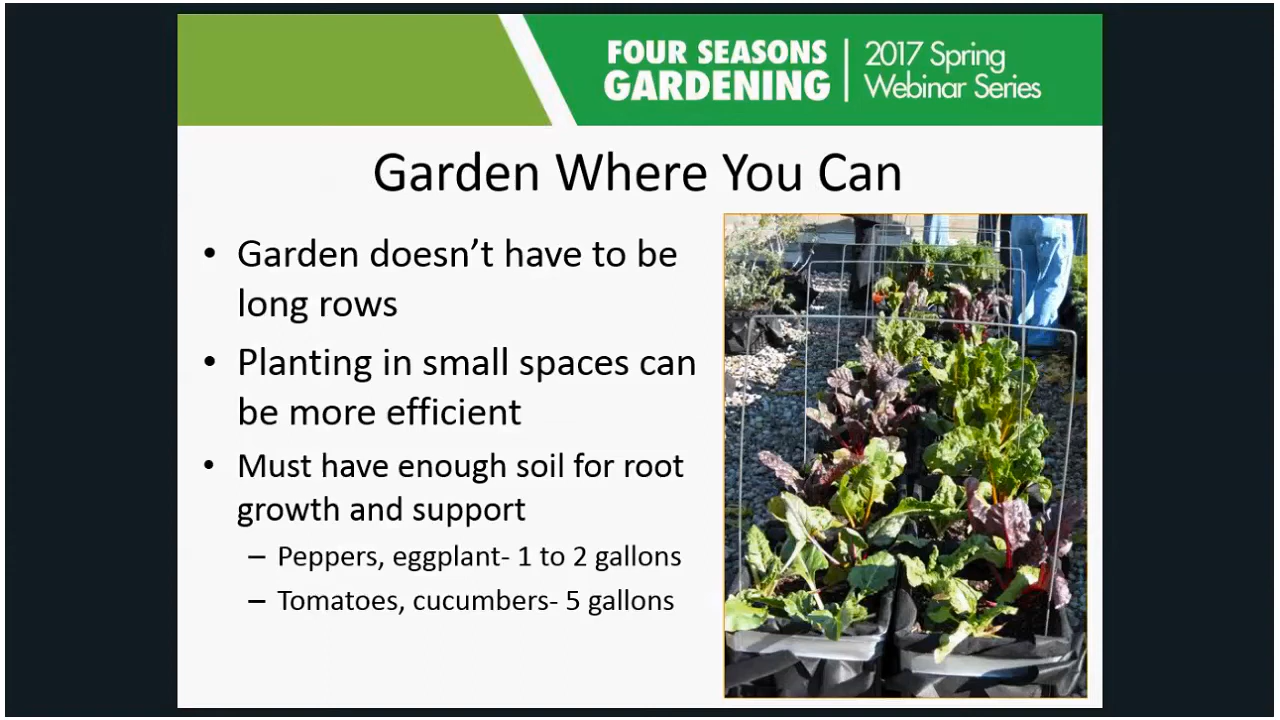 FOUR SEASONS
GARDENING
2017 Spring
Webinar Series
Garden Where You Can
• Garden doesn't have to be
long rows
• Planting in small spaces can
be more efficient
• Must have enough soil for root
growth and support
– Peppers, eggplant- 1 to 2 gallons
– Tomatoes, cucumbers- 5 gallons